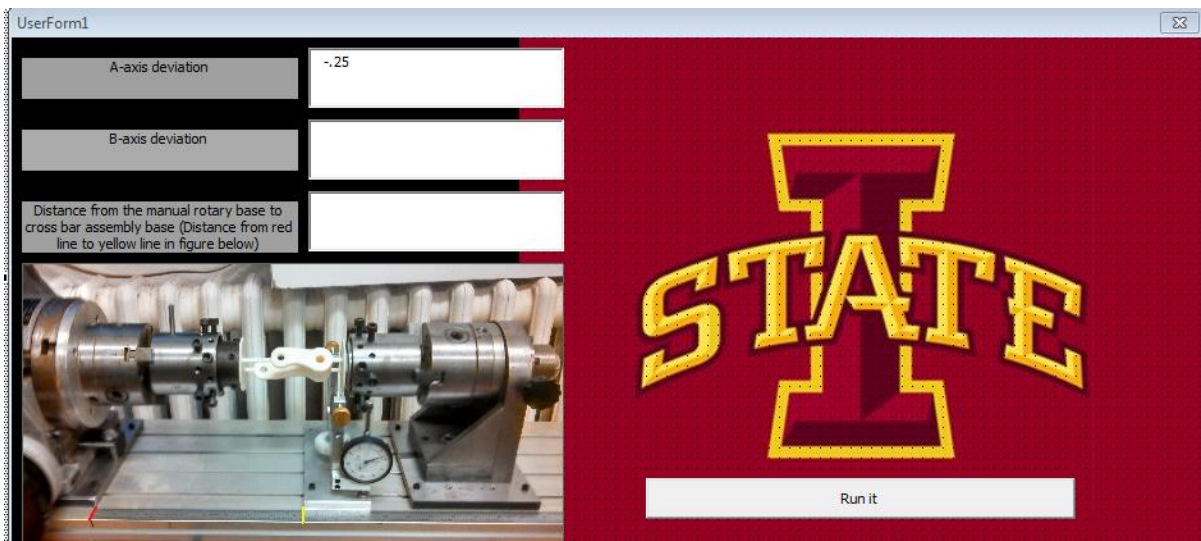 UserForm1
A-axis deviation
-.25
B-axis deviation
Distance from the manual rotary base to
cross bar assembly base (Distance from red
line to yellow line in figure below)
STATE
I
Run it